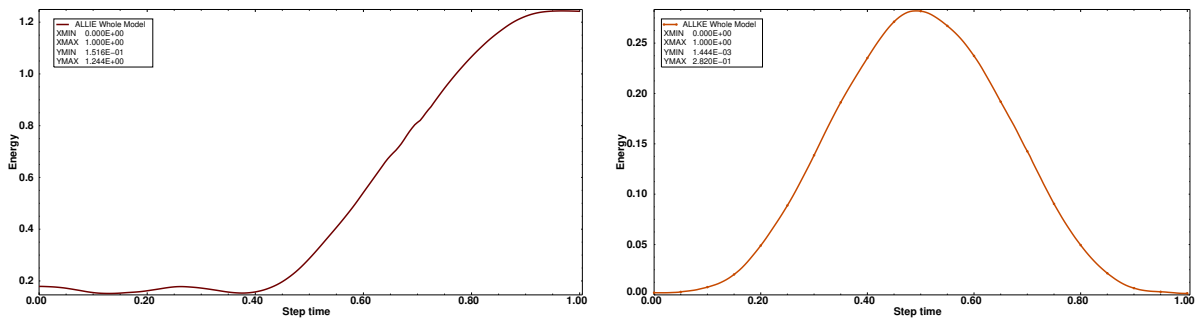 ALLIE Whole Model
XMIN 0.000E+00
XMAX 1.000E+00
YMIN 1.516E−01
YMAX 1.244E+00
1.2
1.0
0.8
0.6
0.4
0.2
Energy
0.00 0.20 0.40 0.60 0.80 1.00
Step time
ALLKE Whole Model
XMIN 0.000E+00
XMAX 1.000E+00
YMIN 1.444E−03
YMAX 2.820E−01
0.25
0.20
0.15
0.10
0.05
0.00
Energy
0.00 0.20 0.40 0.60 0.80 1.00
Step time